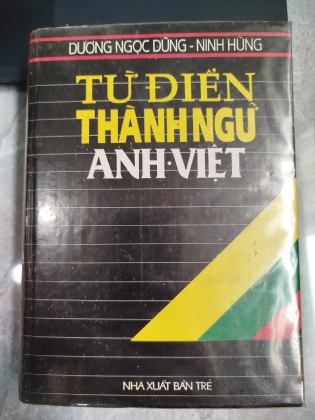 DƯƠNG NGỌC DŨNG - NINH HÙNG
TỪ ĐIỂN
THÀNH NGỮ
ANH·VIỆT
NHÀ XUẤT BẢN TRẺ